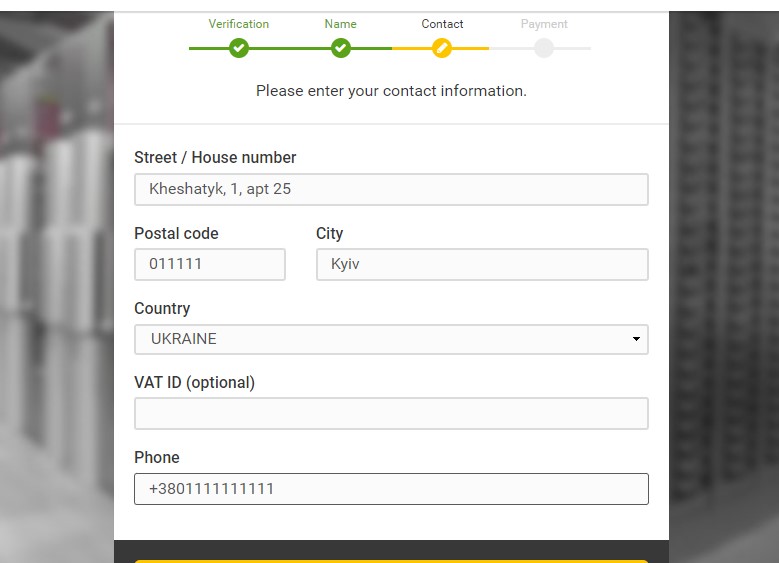 Verification Name Contact Payment
Please enter your contact information.
Street / House number
Kheshatyk, 1, apt 25
Postal code City
011111 Kyiv
Country
UKRAINE
VAT ID (optional)
Phone
+3801111111111